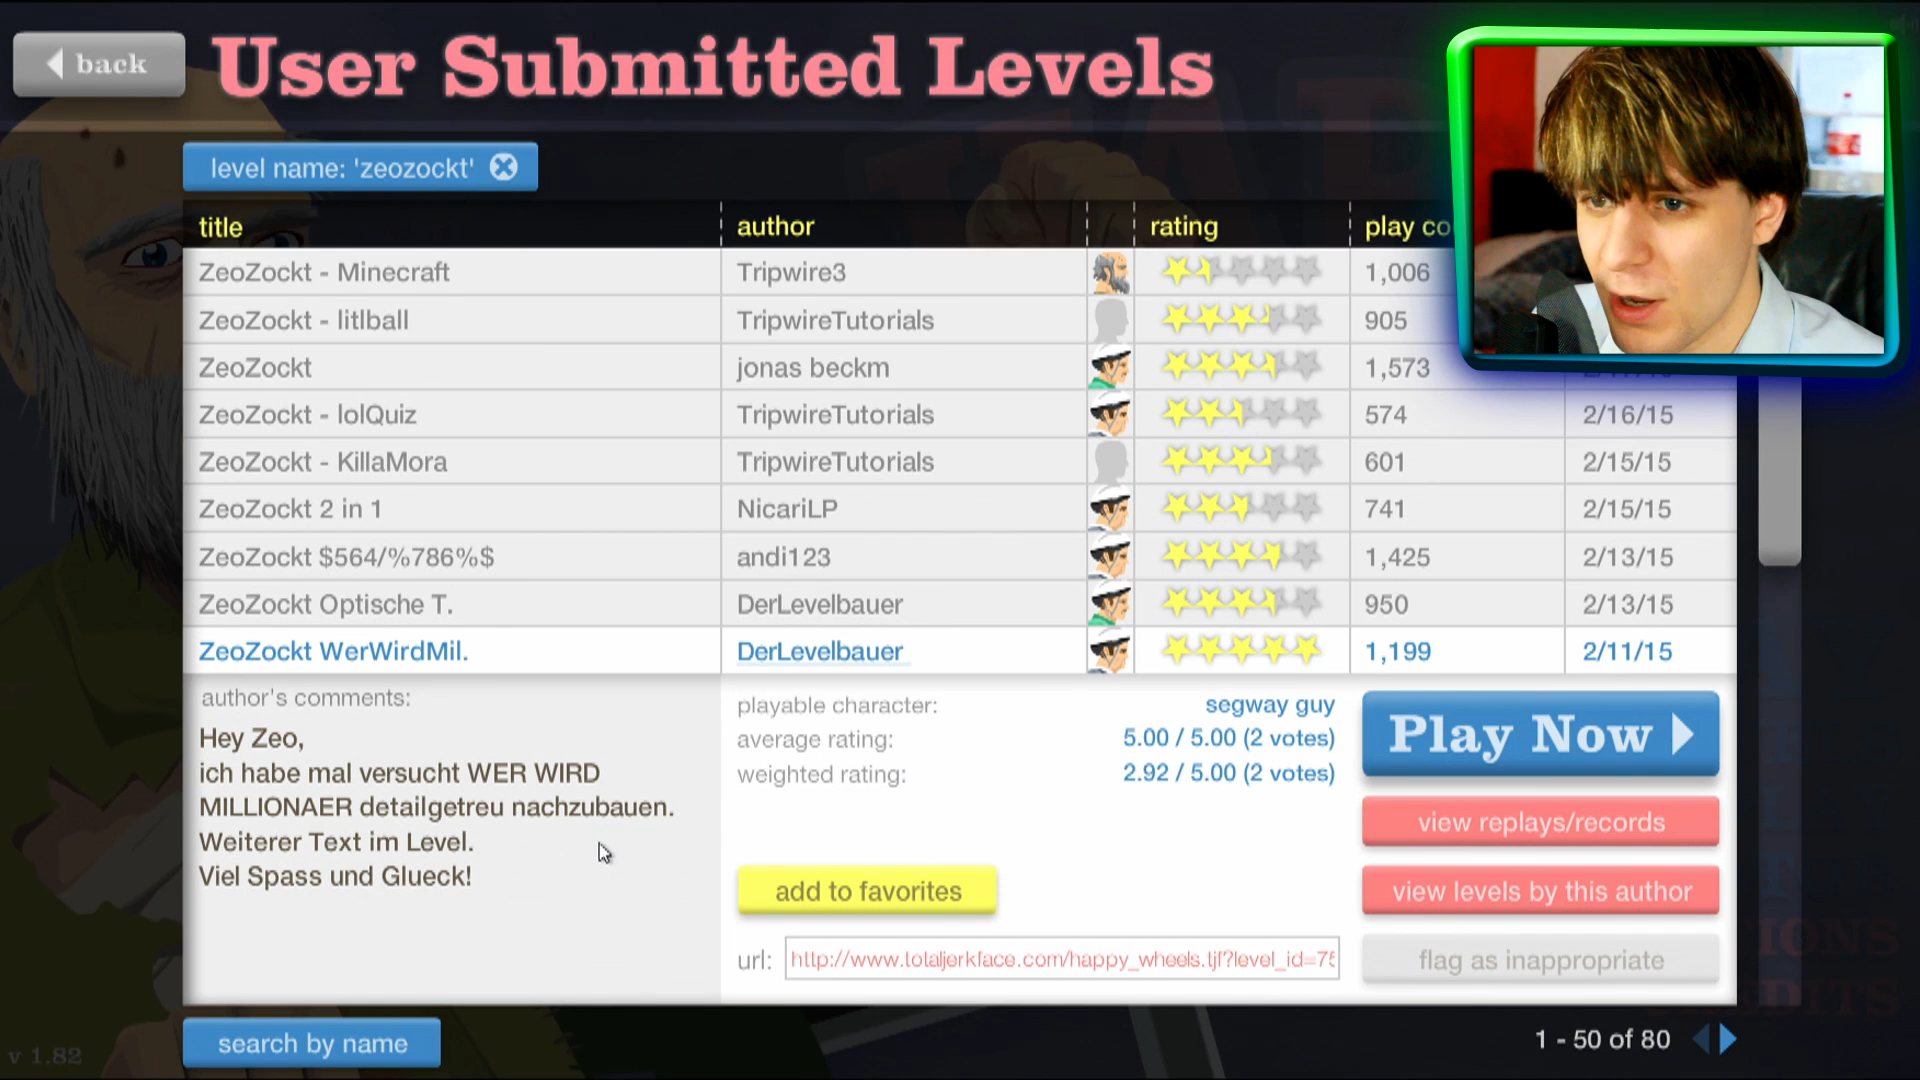 back
User Submitted Levels
level name: 'zeozockt'
title author rating play co
ZeoZockt - Minecraft Tripwire3 1,006
ZeoZockt - litlball TripwireTutorials 905
ZeoZockt jonas beckm 1,573
ZeoZockt - lolQuiz TripwireTutorials 574 2/16/15
ZeoZockt - KillaMora TripwireTutorials 601 2/15/15
ZeoZockt 2 in 1 NicariLP 741 2/15/15
ZeoZockt $564/%786%$ andi123 1,425 2/13/15
ZeoZockt Optische T. DerLevelbauer 950 2/13/15
ZeoZockt WerWirdMil. DerLevelbauer 1,199 2/11/15
author's comments:
Hey Zeo,
ich habe mal versucht WER WIRD
MILLIONAER detailgetreu nachzubauen.
Weiterer Text im Level.
Viel Spass und Glueck!
playable character: segway guy
average rating: 5.00 / 5.00 (2 votes)
weighted rating: 2.92 / 5.00 (2 votes)
add to favorites
url: http://www.totaljerkface.com/happy_wheels.tjf?level_id=75
Play Now
view replays/records
view levels by this author
flag as inappropriate
search by name
1 - 50 of 80
v 1.82